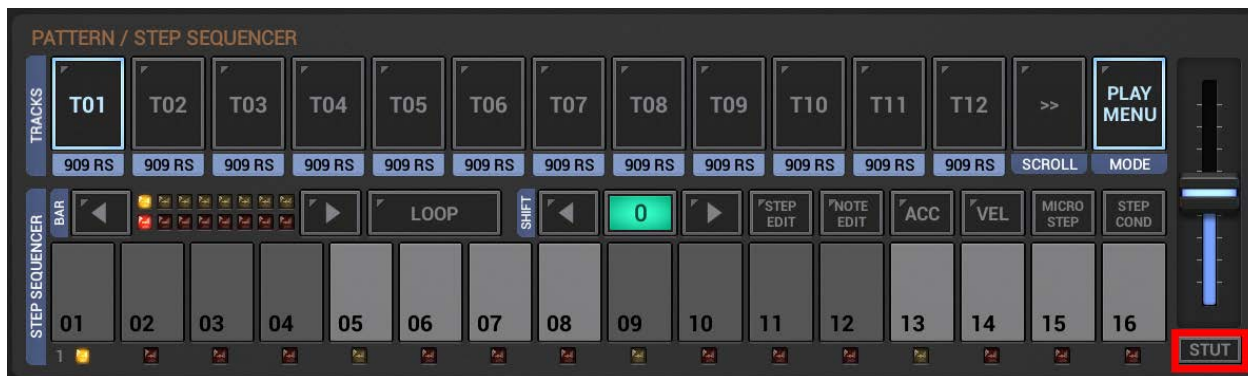 PATTERN / STEP SEQUENCER
TRACKS
T01 T02 T03 T04 T05 T06 T07 T08 T09 T10 T11 T12 >> PLAY MENU
909 RS 909 RS 909 RS 909 RS 909 RS 909 RS 909 RS 909 RS 909 RS 909 RS 909 RS 909 RS SCROLL MODE
STEP SEQUENCER
BAR LOOP SHIFT 0 STEP EDIT NOTE EDIT ACC VEL MICRO STEP STEP COND
01 02 03 04 05 06 07 08 09 10 11 12 13 14 15 16
1 STUT